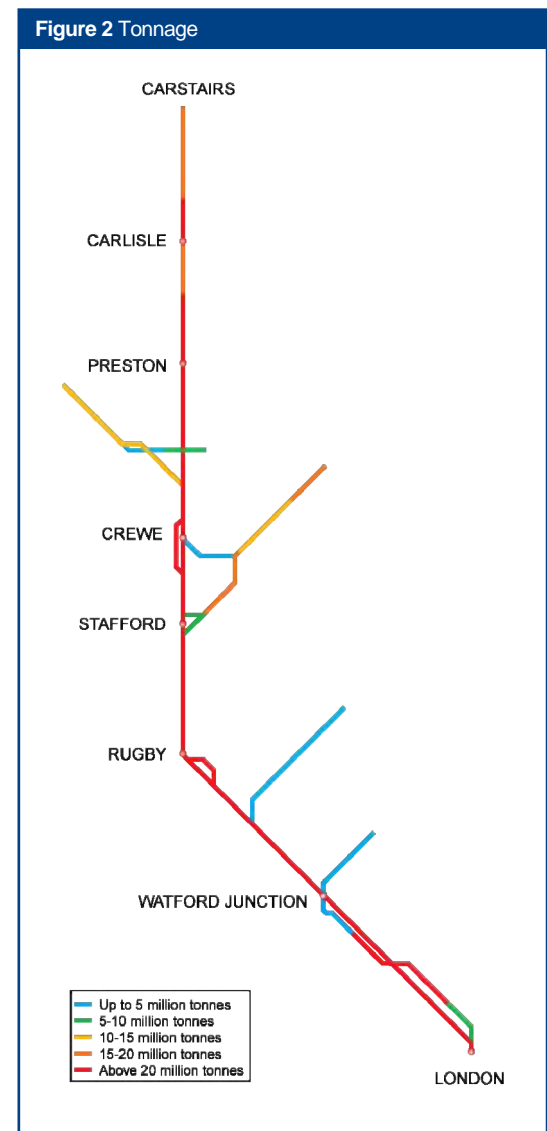 Figure 2 Tonnage
CARSTAIRS
CARLISLE
PRESTON
CREWE
STAFFORD
RUGBY
WATFORD JUNCTION
Up to 5 million tonnes
5-10 million tonnes
10-15 million tonnes
15-20 million tonnes
Above 20 million tonnes
LONDON